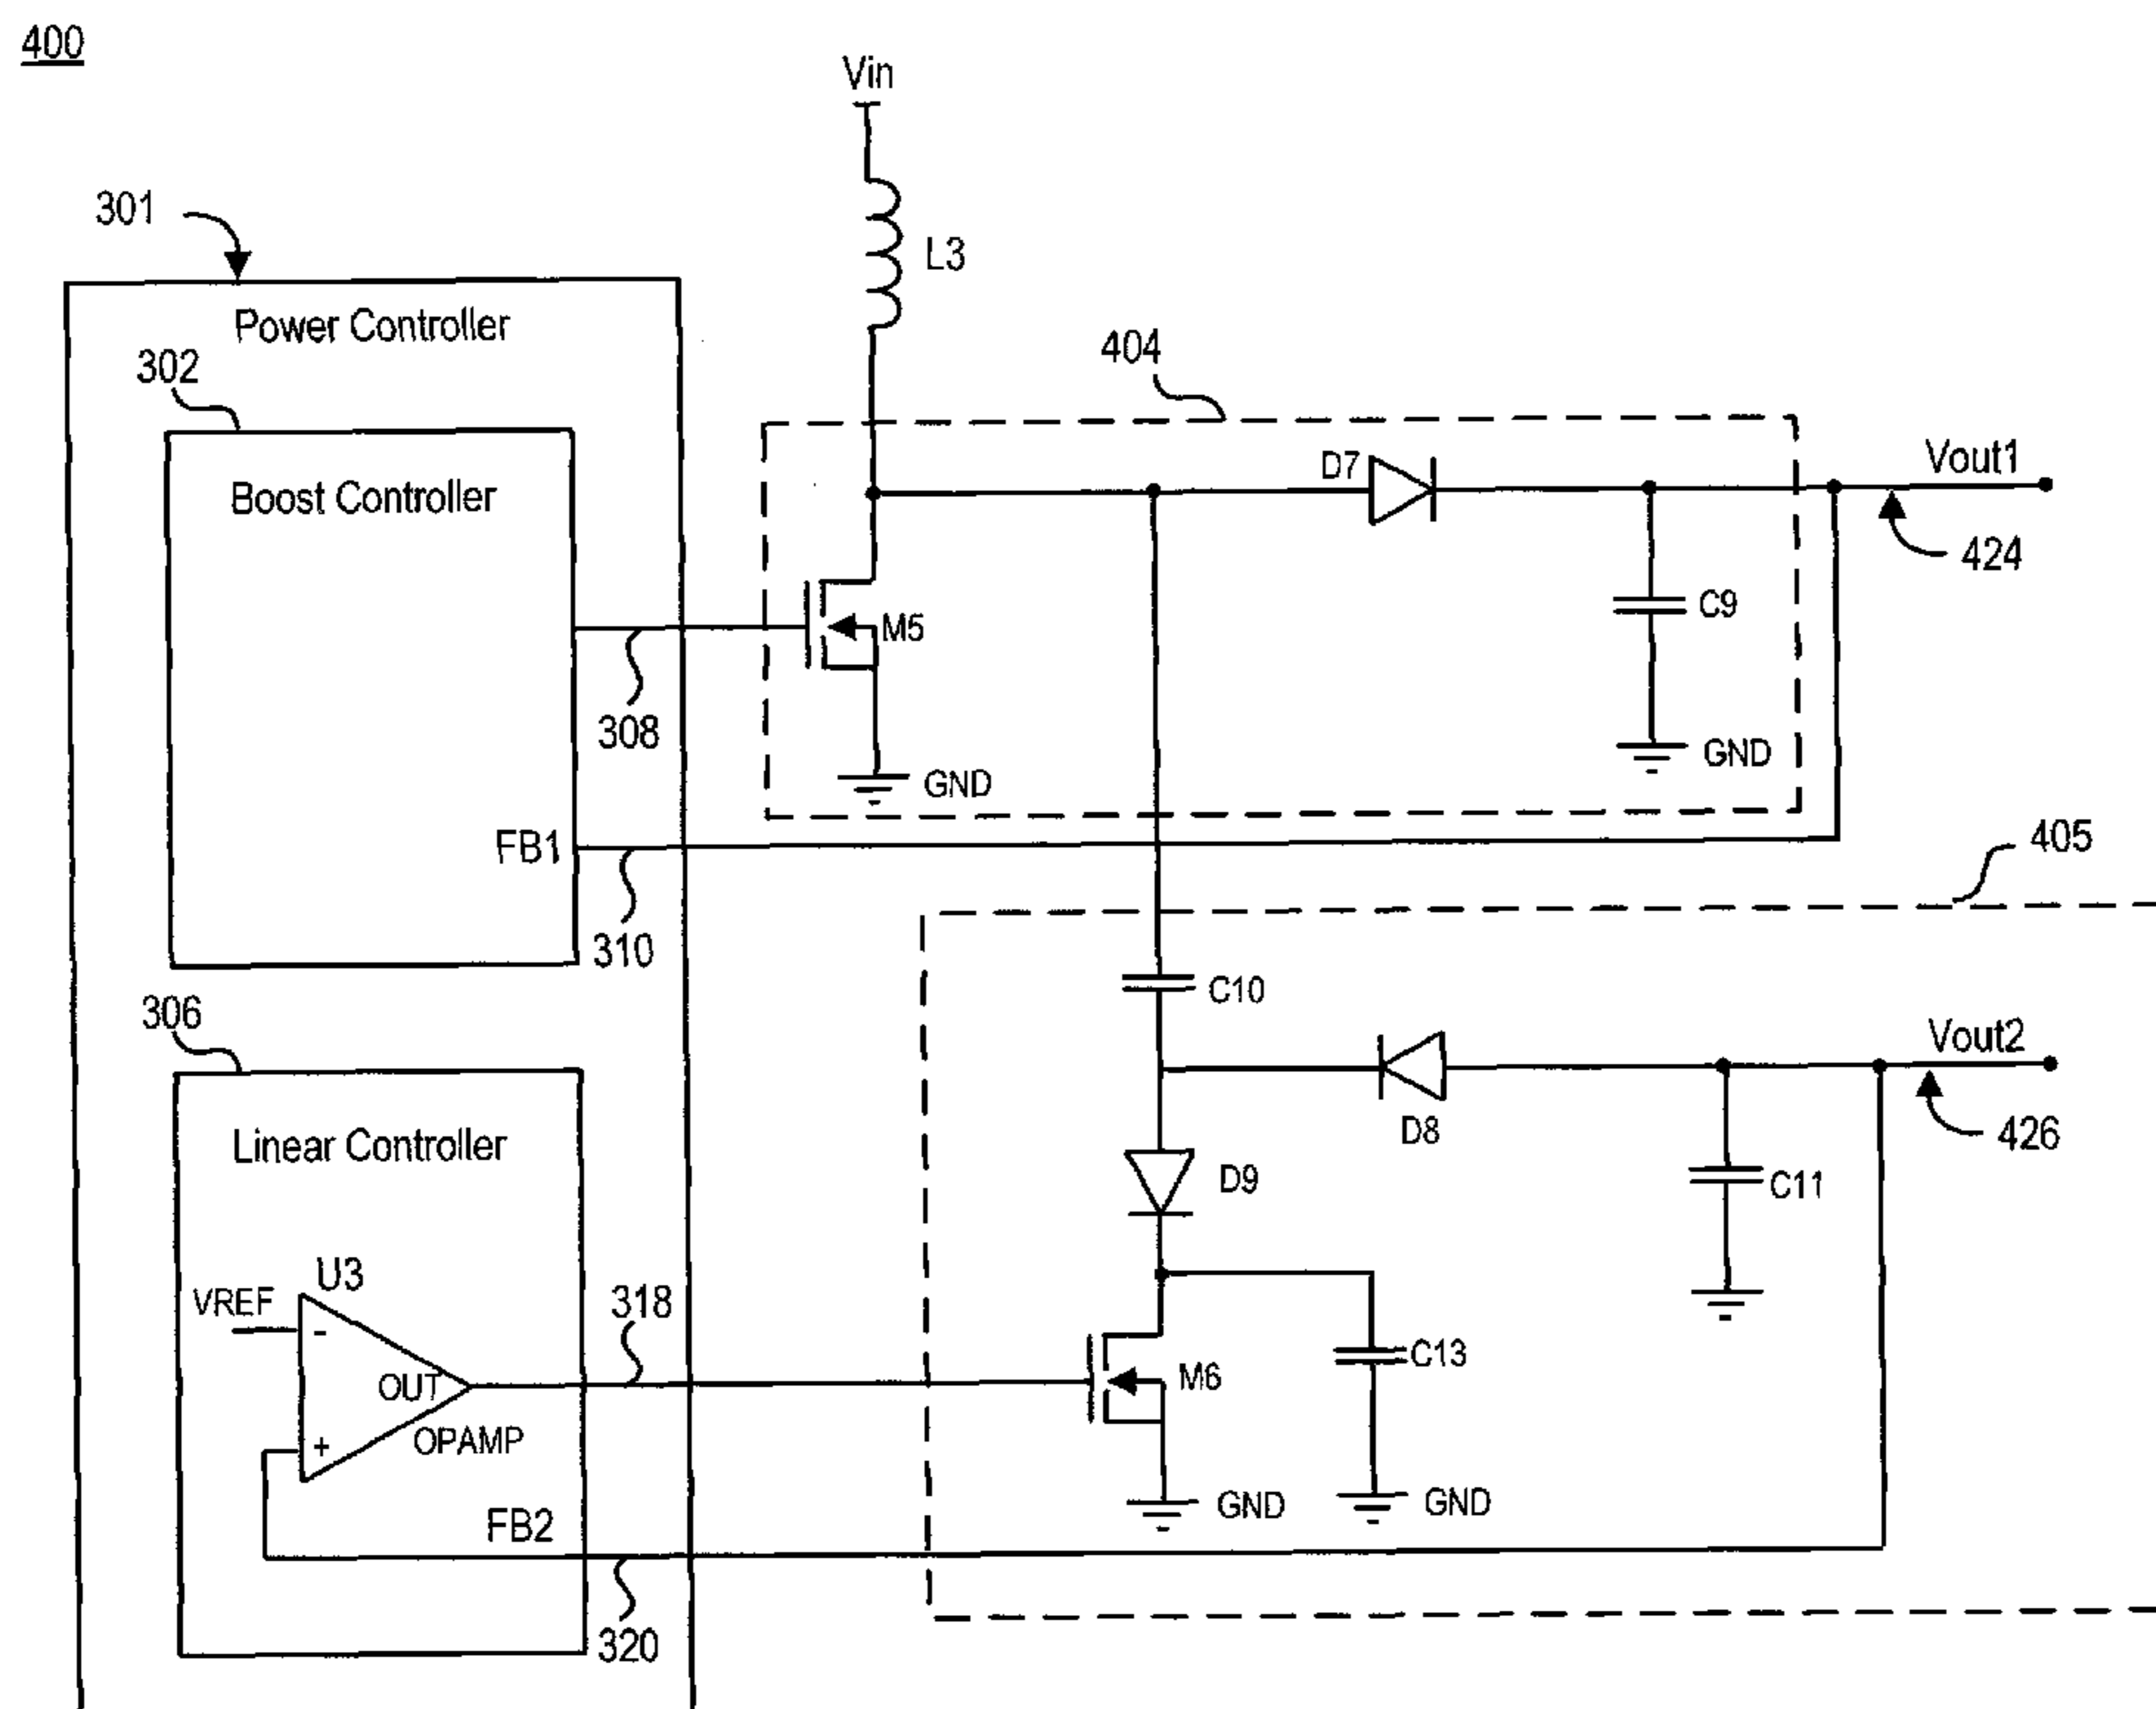 400
Vin
301
L3
Power Controller
302
404
Boost Controller
D7
Vout1
424
C9
M5
308
GND
GND
FB1
405
310
C10
306
Vout2
Linear Controller
D8
426
D9
C11
U3
VREF
318
-
OUT
C13
M6
OPAMP
+
GND
GND
FB2
320